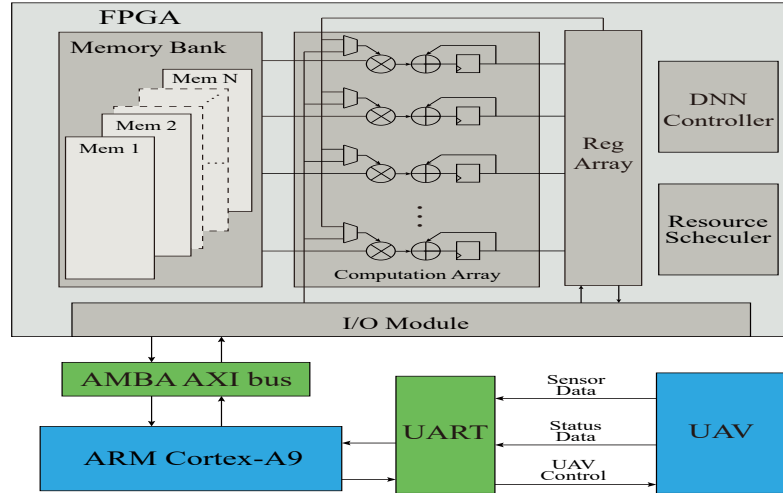 FPGA
Memory Bank
Mem N
Mem 2
Mem 1
Computation Array
Reg
Array
DNN
Controller
Resource
Scheculer
I/O Module
AMBA AXI bus
ARM Cortex-A9
UART
Sensor
Data
Status
Data
UAV
Control
UAV